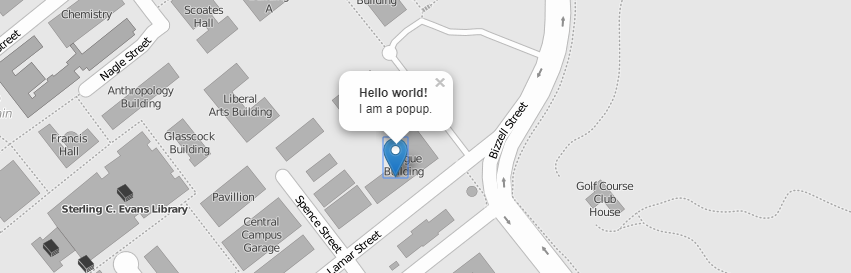 Building
Chemistry
Scoates
Hall
A
Street
Nagle Street
Hello world!
×
I am a popup.
Anthropology
Building
Liberal
Arts Building
Bizzell Street
Francis
Hall
Glasscock
Building
Building
Golf Course
Club
House
Pavillion
Sterling C. Evans Library
Spence Street
Central
Campus
Garage
Lamar Street